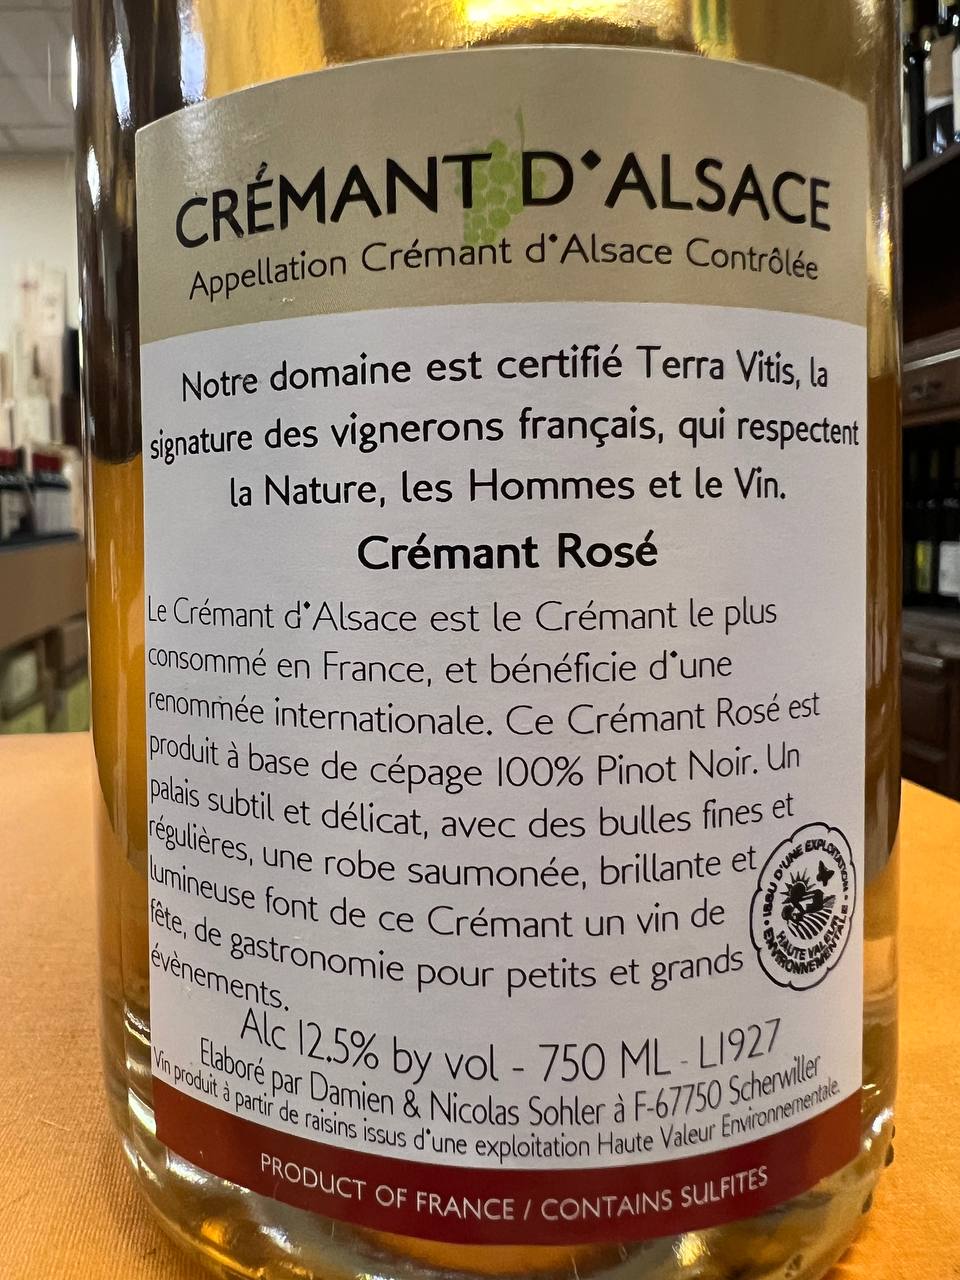 CRÉMANT D'ALSACE
Appellation Crémant d'Alsace Contrôlée
Notre domaine est certifié Terra Vitis, la
signature des vignerons français, qui respectent
la Nature, les Hommes et le Vin.
Crémant Rosé
Le Crémant d'Alsace est le Crémant le plus
consommé en France, et bénéficie d'une
renommée internationale. Ce Crémant Rosé est
produit à base de cépage 100% Pinot Noir. Un
palais subtil et délicat, avec des bulles fines et
régulières, une robe saumonée, brillante et
lumineuse font de ce Crémant un vin de
fête, de gastronomie pour petits et grands
évènements.
ISSU D'UNE EXPLOITATION
HAUTE VALEUR
ENVIRONNEMENTALE
Alc 12.5% by vol - 750 ML - L1927
Elaboré par Damien & Nicolas Sohler à F-67750 Scherwiller
Vin produit à partir de raisins issus d'une exploitation Haute Valeur Environnementale.
PRODUCT OF FRANCE / CONTAINS SULFITES